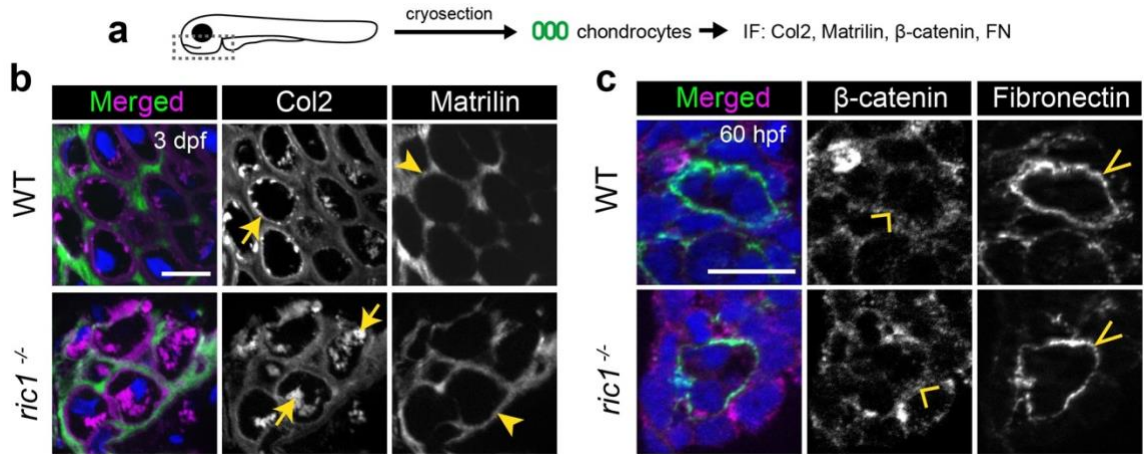 a
cryosection
chondrocytes
IF: Col2, Matrilin, β-catenin, FN
b
Merged
Col2
Matrilin
WT
3 dpf
ric1 -/-
c
Merged
β-catenin
Fibronectin
WT
60 hpf
ric1 -/-